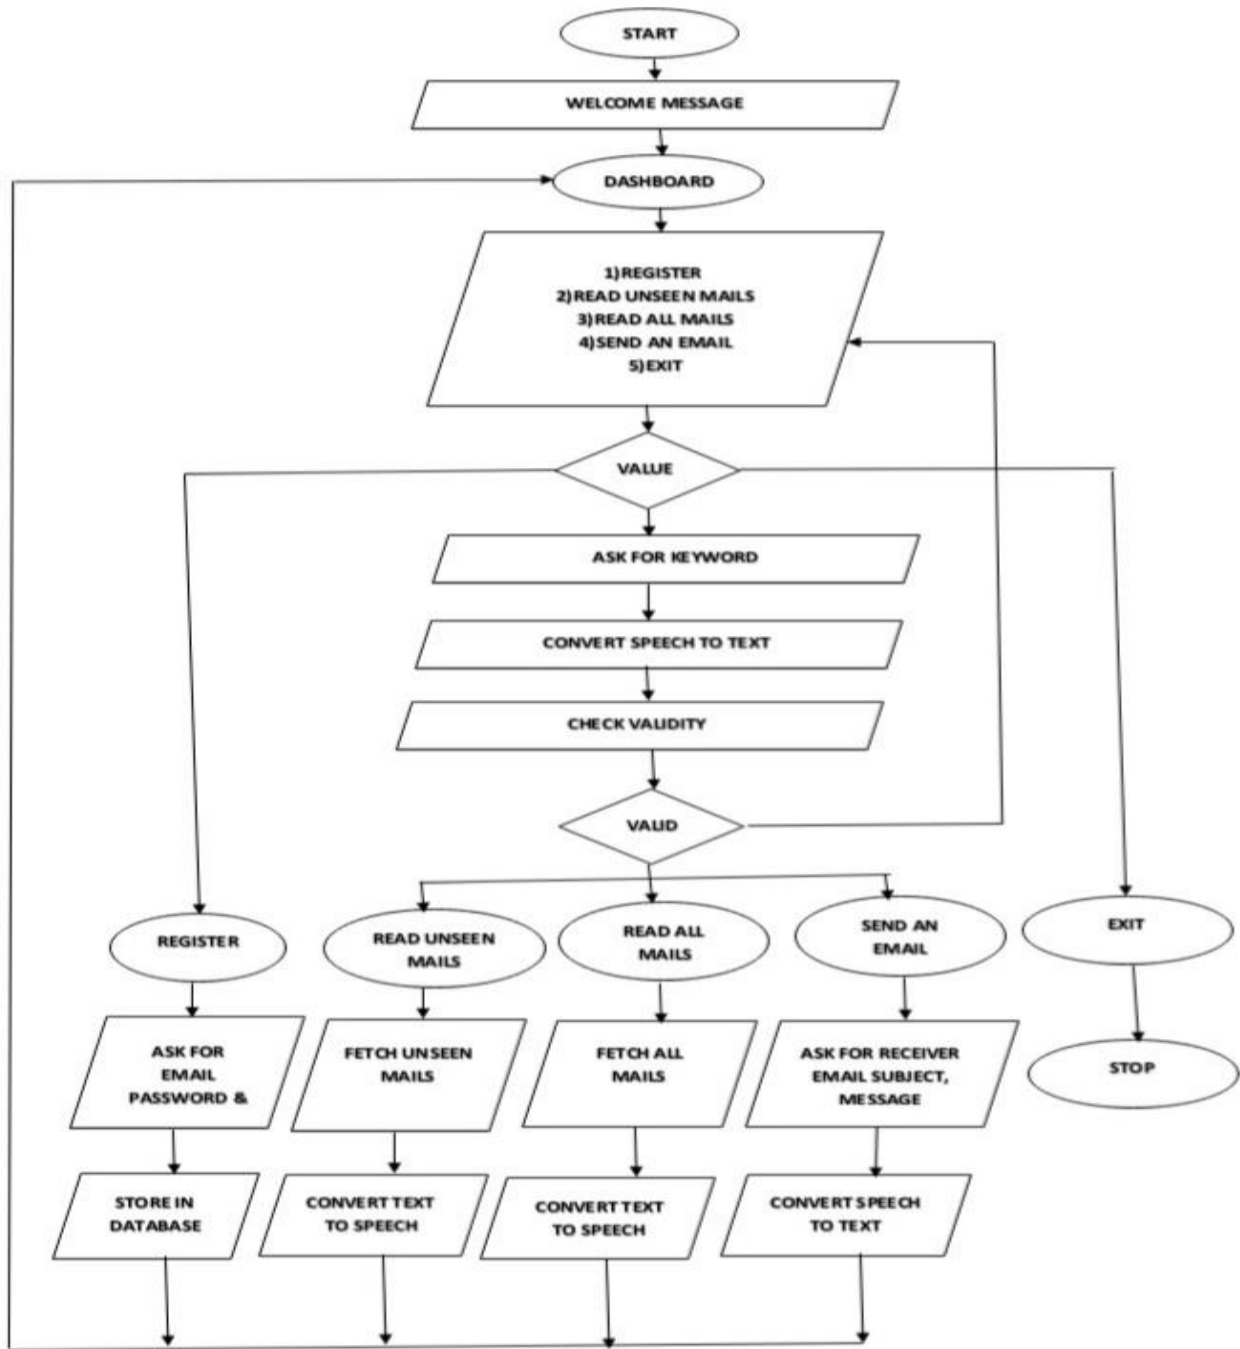 START
WELCOME MESSAGE
DASHBOARD
1)REGISTER
2)READ UNSEEN MAILS
3)READ ALL MAILS
4)SEND AN EMAIL
5)EXIT
VALUE
ASK FOR KEYWORD
CONVERT SPEECH TO TEXT
CHECK VALIDITY
VALID
REGISTER
READ UNSEEN
MAILS
READ ALL
MAILS
SEND AN
EMAIL
EXIT
ASK FOR
EMAIL
PASSWORD &
FETCH UNSEEN
MAILS
FETCH ALL
MAILS
ASK FOR RECEIVER
EMAIL SUBJECT,
MESSAGE
STOP
STORE IN
DATABASE
CONVERT TEXT
TO SPEECH
CONVERT TEXT
TO SPEECH
CONVERT SPEECH
TO TEXT